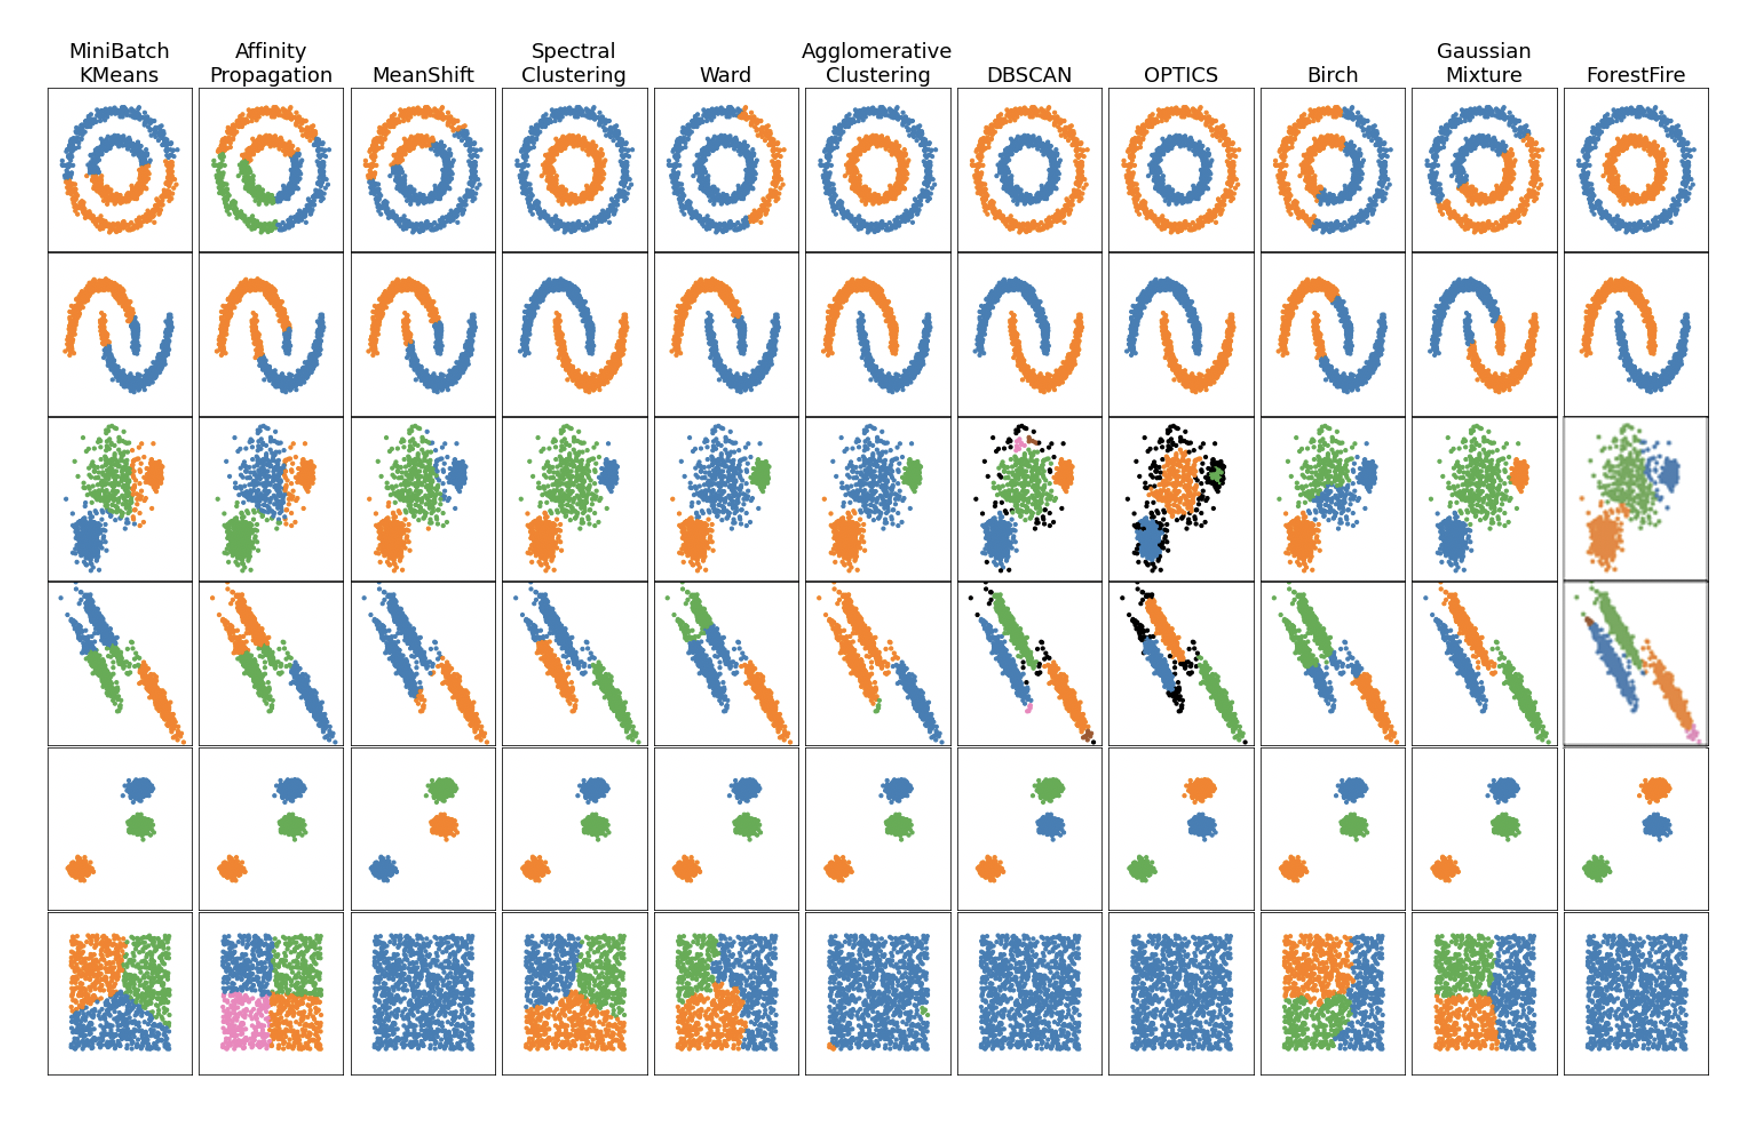 MiniBatch
KMeans
Affinity
Propagation
MeanShift
Spectral
Clustering
Ward
Agglomerative
Clustering
DBSCAN
OPTICS
Birch
Gaussian
Mixture
ForestFire